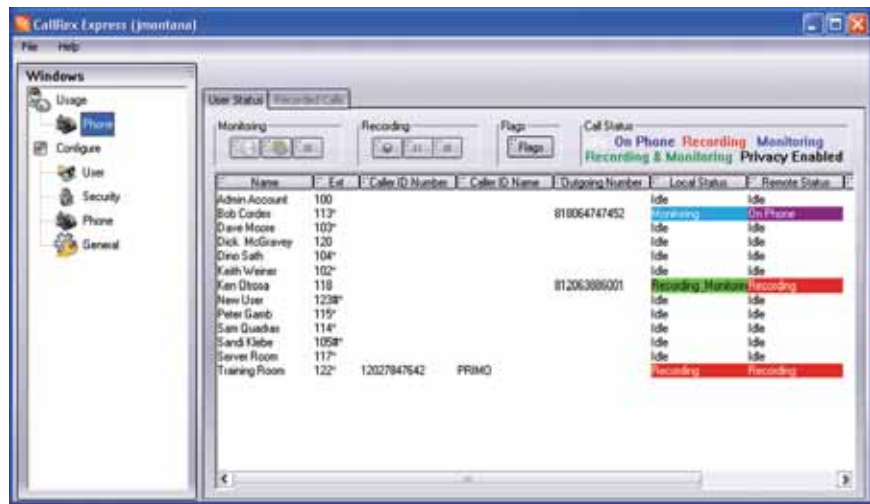 CallRex Express (jmontana)
File Help
Windows
Usage
Phone
Configure
User
Security
Phone
General
User Status Recorded Calls
Monitoring Recording Flags Call Status
Flags
On Phone Recording Monitoring
Recording & Monitoring Privacy Enabled
Name Ext Caller ID Number Caller ID Name Outgoing Number Local Status Remote Status
Admin Account 100 Idle Idle
Bob Cordes 113* 818064747452 Monitoring On Phone
Dave Moore 103* Idle Idle
Dick McGravey 120 Idle Idle
Dino Sath 104* Idle Idle
Keith Weiner 102* Idle Idle
Ken Otrosa 118 812063886001 Recording_Monitorin Recording
New User 123#* Idle Idle
Peter Gamb 115* Idle Idle
Sam Quadras 114* Idle Idle
Sandi Klebe 105#* Idle Idle
Server Room 117* Idle Idle
Training Room 122* 12027847642 PRIMO Recording Recording